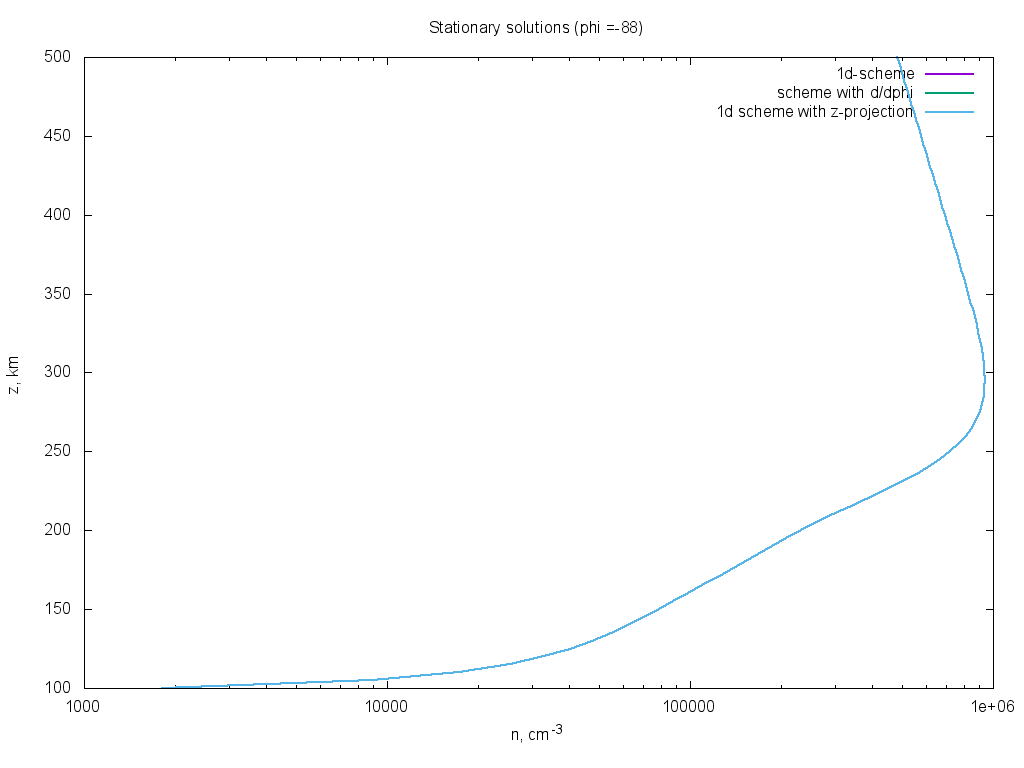 Stationary solutions (phi =-88)
500
1d-scheme
scheme with d/dphi
1d scheme with z-projection
450
400
350
z, km
300
250
200
150
100
1000 10000 100000 1e+06
n, cm-3